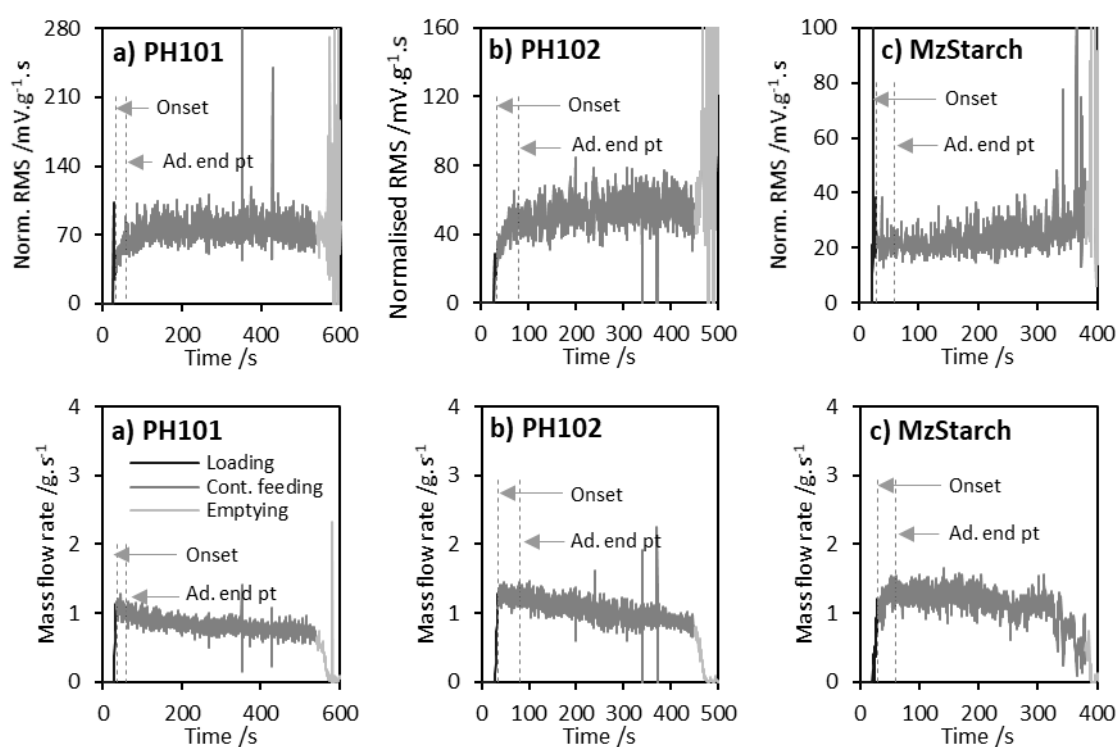 a) PH101
Norm. RMS /mV.g⁻¹.s
280
210
140
70
0
Onset
Ad. end pt
0 200 400 600
Time /s
b) PH102
Normalised RMS /mV.g⁻¹.s
160
120
80
40
0
Onset
Ad. end pt
0 100 200 300 400 500
Time /s
c) MzStarch
Norm. RMS /mV.g⁻¹.s
100
80
60
40
20
0
Onset
Ad. end pt
0 100 200 300 400
Time /s
a) PH101
Mass flow rate /g.s⁻¹
4
3
2
1
0
Loading
Cont. feeding
Emptying
Onset
Ad. end pt
0 200 400 600
Time /s
b) PH102
Mass flow rate /g.s⁻¹
4
3
2
1
0
Onset
Ad. end pt
0 100 200 300 400 500
Time /s
c) MzStarch
Mass flow rate /g.s⁻¹
4
3
2
1
0
Onset
Ad. end pt
0 100 200 300 400
Time /s